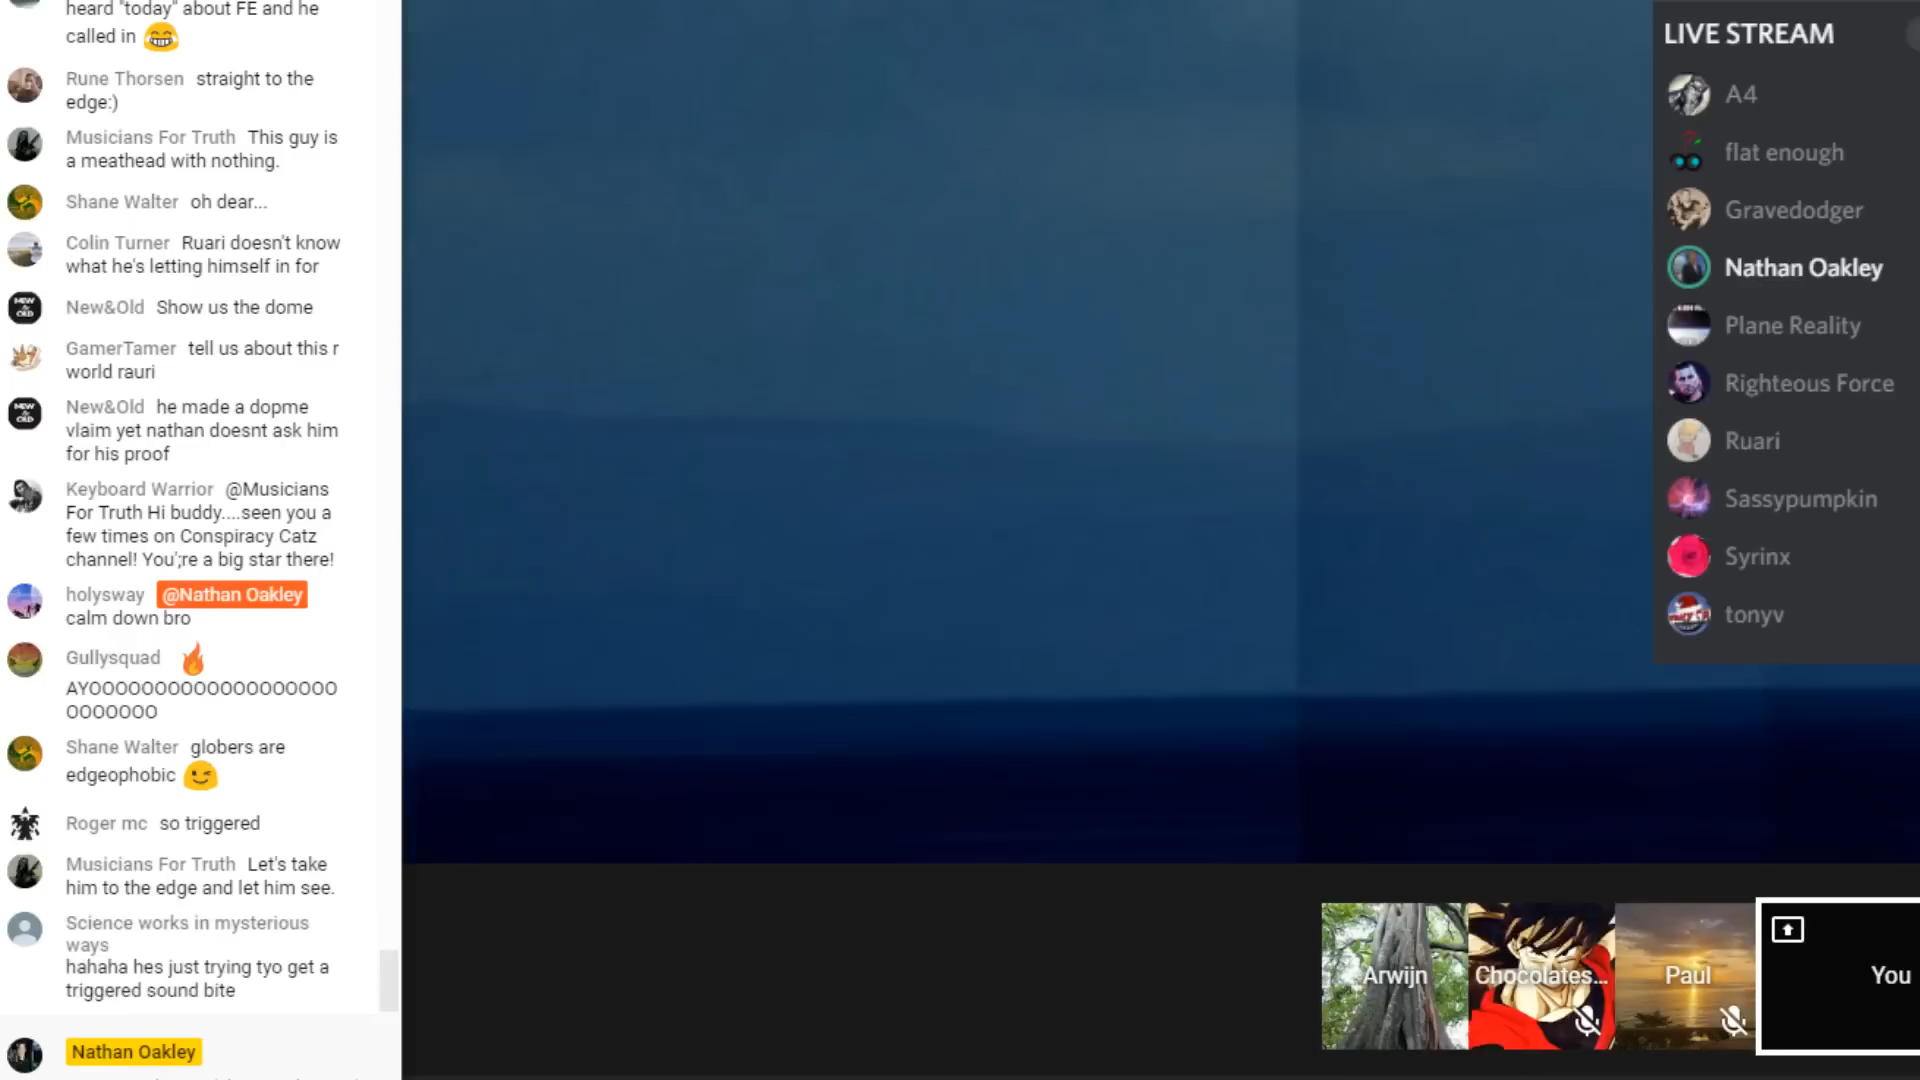 heard "today" about FE and he
called in
Rune Thorsen straight to the
edge:)
Musicians For Truth This guy is
a meathead with nothing.
Shane Walter oh dear...
Colin Turner Ruari doesn't know
what he's letting himself in for
New&Old Show us the dome
GamerTamer tell us about this r
world rauri
New&Old he made a dopme
vlaim yet nathan doesnt ask him
for his proof
Keyboard Warrior @Musicians
For Truth Hi buddy....seen you a
few times on Conspiracy Catz
channel! You';re a big star there!
holysway @Nathan Oakley
calm down bro
Gullysquad
AYOOOOOOOOOOOOOOOOOOO
OOOOOOO
Shane Walter globers are
edgeophobic
Roger mc so triggered
Musicians For Truth Let's take
him to the edge and let him see.
Science works in mysterious
ways
hahaha hes just trying tyo get a
triggered sound bite
Nathan Oakley
LIVE STREAM
A4
flat enough
Gravedodger
Nathan Oakley
Plane Reality
Righteous Force
Ruari
Sassypumpkin
Syrinx
tonyv
Arwijn
Chocolates...
Paul
You
NEW
OLD
NEW
OLD